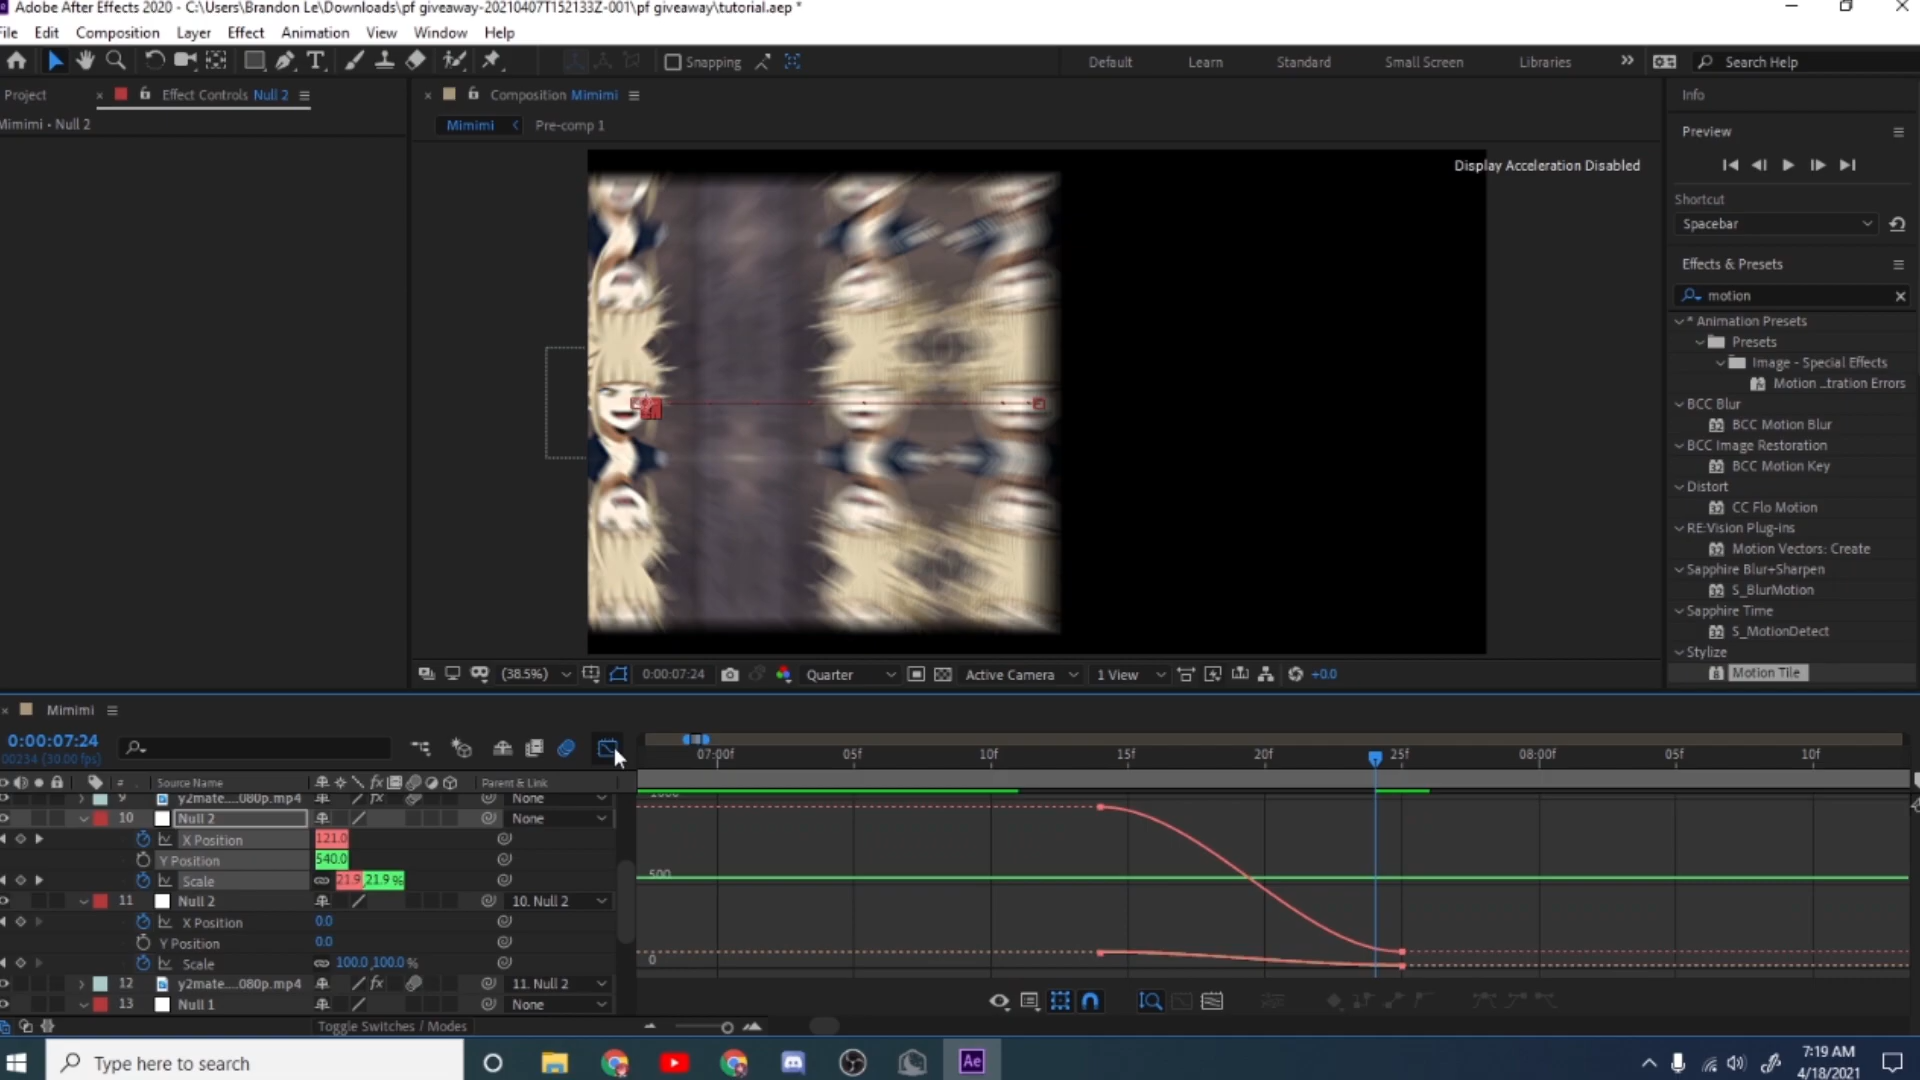 Adobe After Effects 2020 - C:\Users\Brandon Le\Downloads\pf giveaway-20210407T152133Z-001\pf giveaway\tutorial.aep *
File Edit Composition Layer Effect Animation View Window Help
Snapping
Default Learn Standard Small Screen Libraries
Search Help
Project
Effect Controls Null 2
Mimimi • Null 2
Composition Mimimi
Mimimi Pre-comp 1
Display Acceleration Disabled
Info
Preview
Shortcut
Spacebar
Effects & Presets
motion
* Animation Presets
Presets
Image - Special Effects
Motion ...tration Errors
BCC Blur
BCC Motion Blur
BCC Image Restoration
BCC Motion Key
Distort
CC Flo Motion
RE:Vision Plug-ins
Motion Vectors: Create
Sapphire Blur+Sharpen
S_BlurMotion
Sapphire Time
S_MotionDetect
Stylize
Motion Tile
(38.5%) 0:00:07:24 Quarter Active Camera 1 View +0.0
Mimimi
0:00:07:24
00234 (30.00 fps)
07:00f 05f 10f 15f 20f 25f 08:00f 05f 10f
# Source Name fx Parent & Link
9 y2mate....080p.mp4 fx None
10 Null 2 None
X Position 121.0
Y Position 540.0
Scale 21.9,21.9 %
11 Null 2 10. Null 2
X Position 0.0
Y Position 0.0
Scale 100.0,100.0 %
12 y2mate....080p.mp4 fx 11. Null 2
13 Null 1 None
Toggle Switches / Modes
1000
500
0
Type here to search
Ae
7:19 AM
4/18/2021